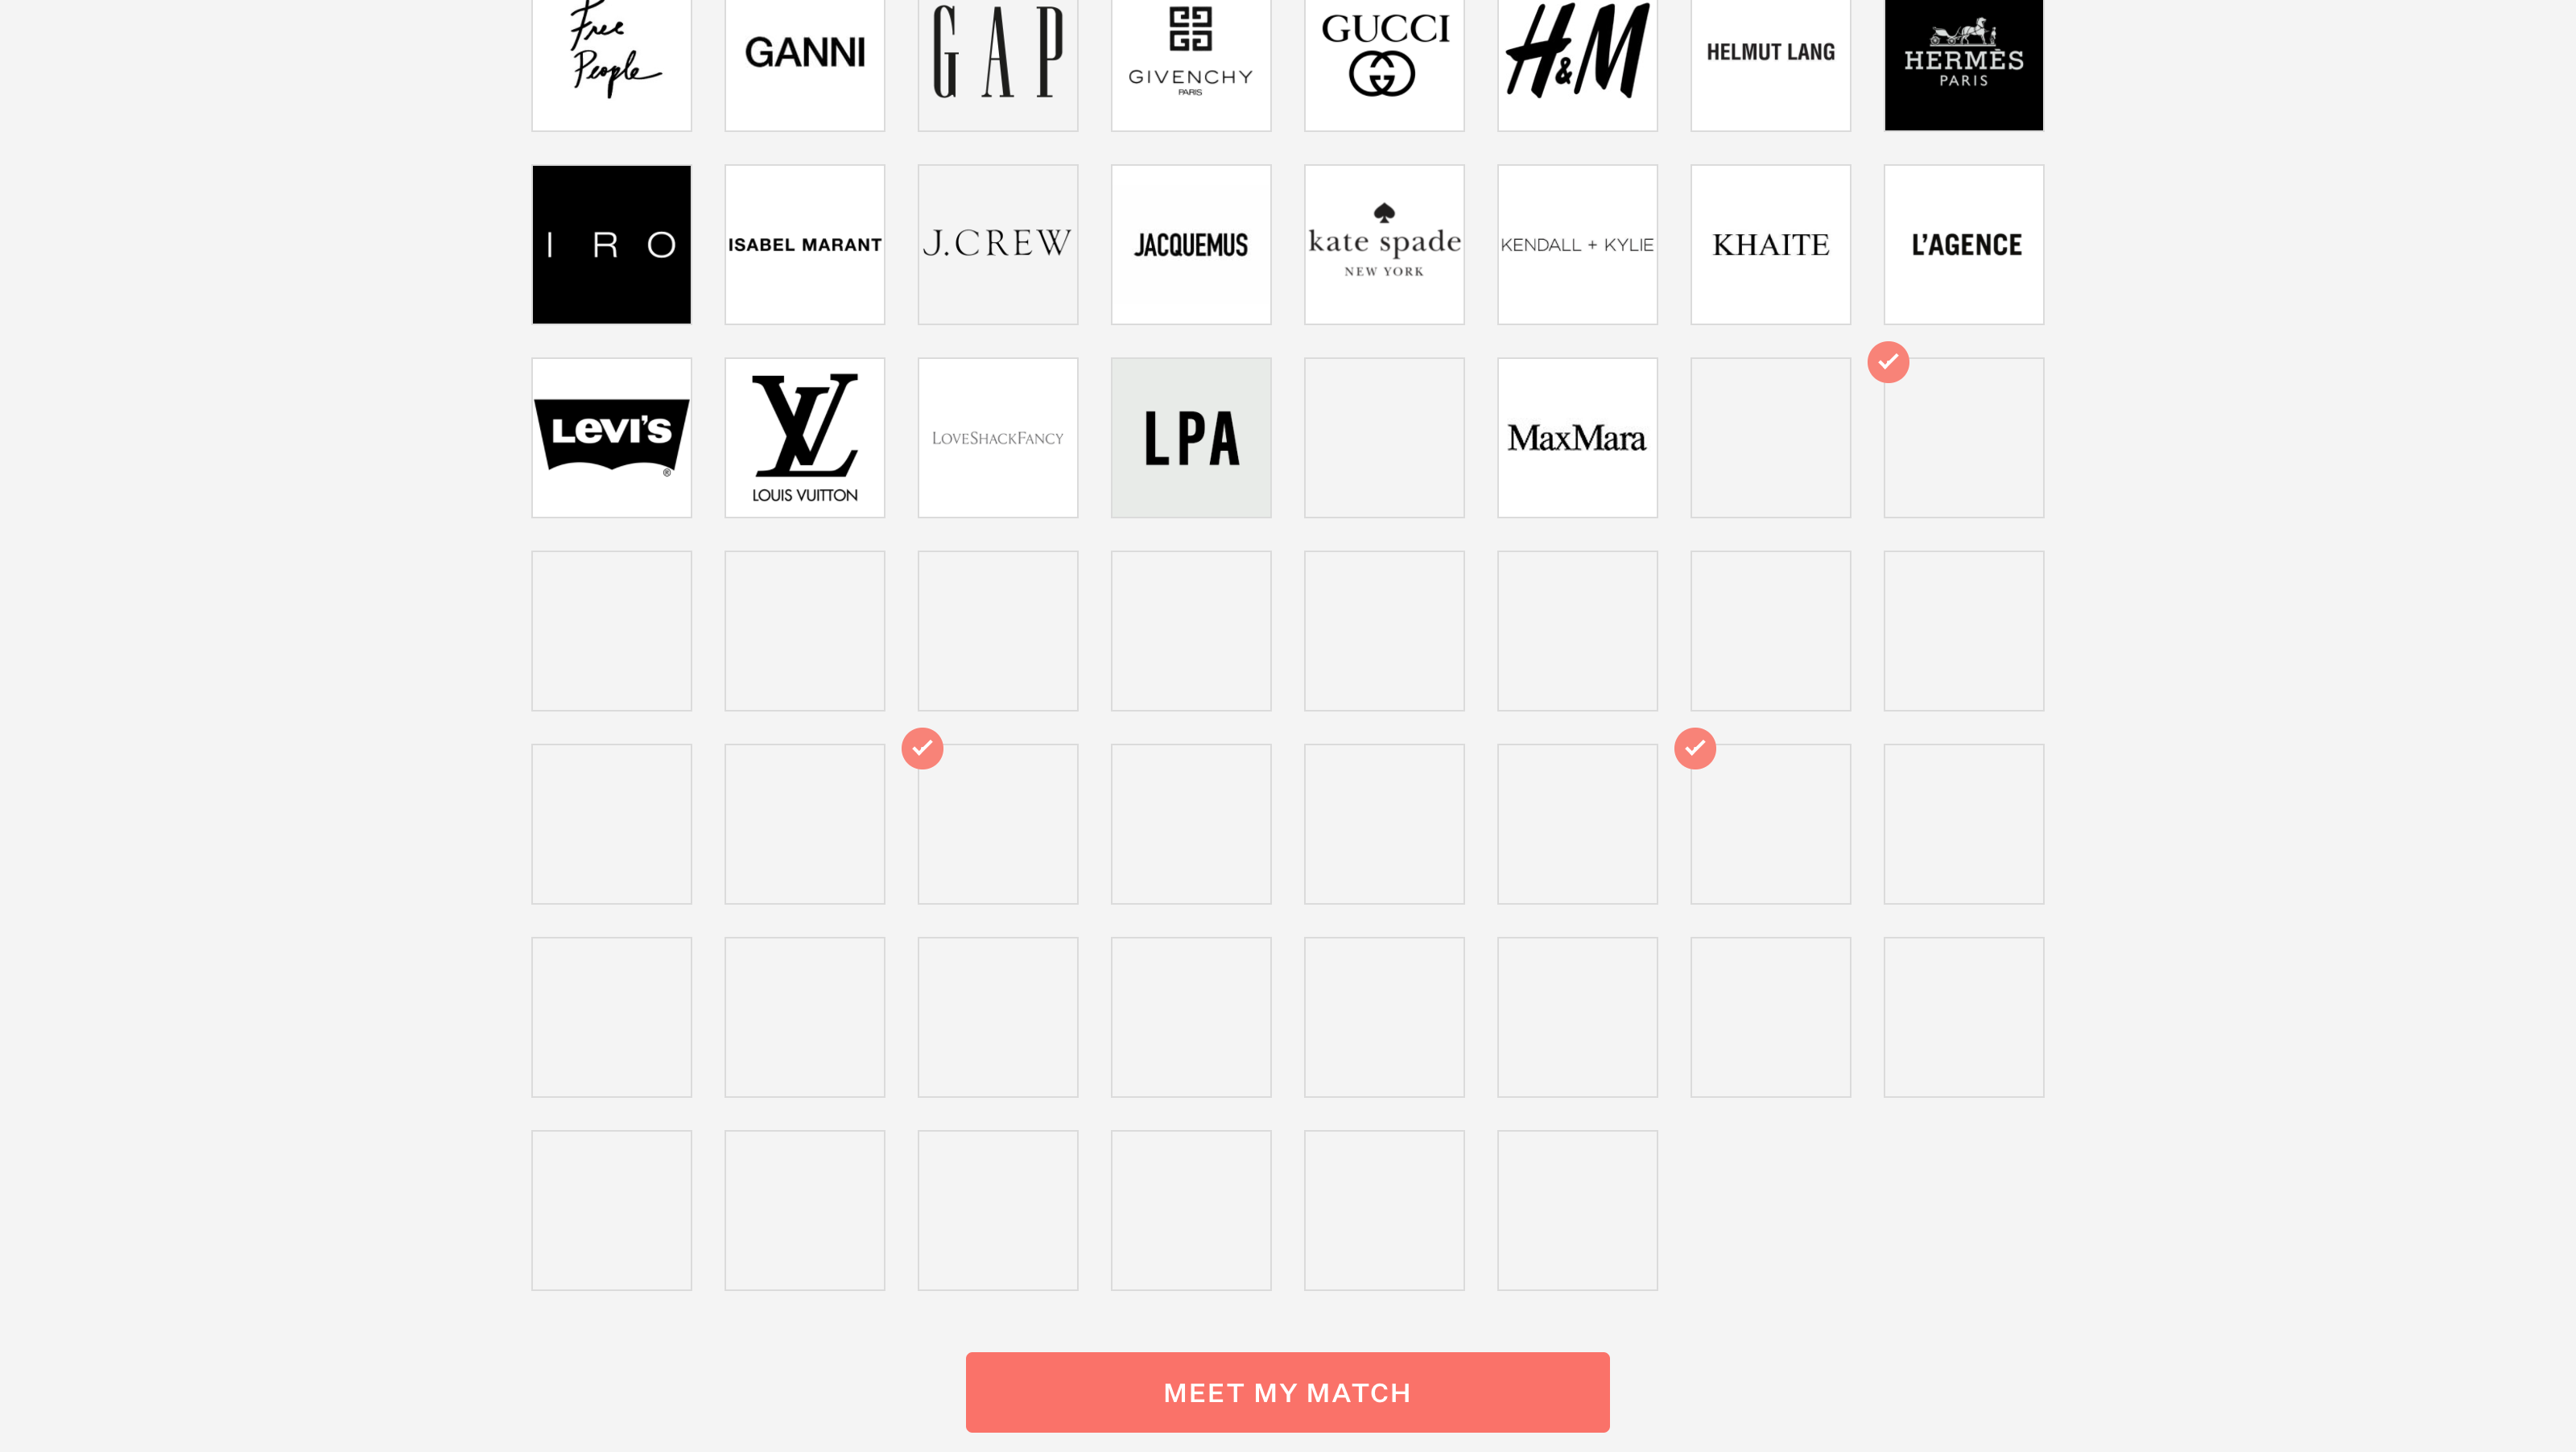 Free
People
GANNI
GAP
GIVENCHY
PARIS
GUCCI
H&M
HELMUT LANG
HERMÈS
PARIS
IRO
ISABEL MARANT
J.CREW
JACQUEMUS
kate spade
NEW YORK
KENDALL + KYLIE
KHAITE
L'AGENCE
LEVI'S
®
LV
LOUIS VUITTON
LOVESHACKFANCY
LPA
MaxMara
MEET MY MATCH